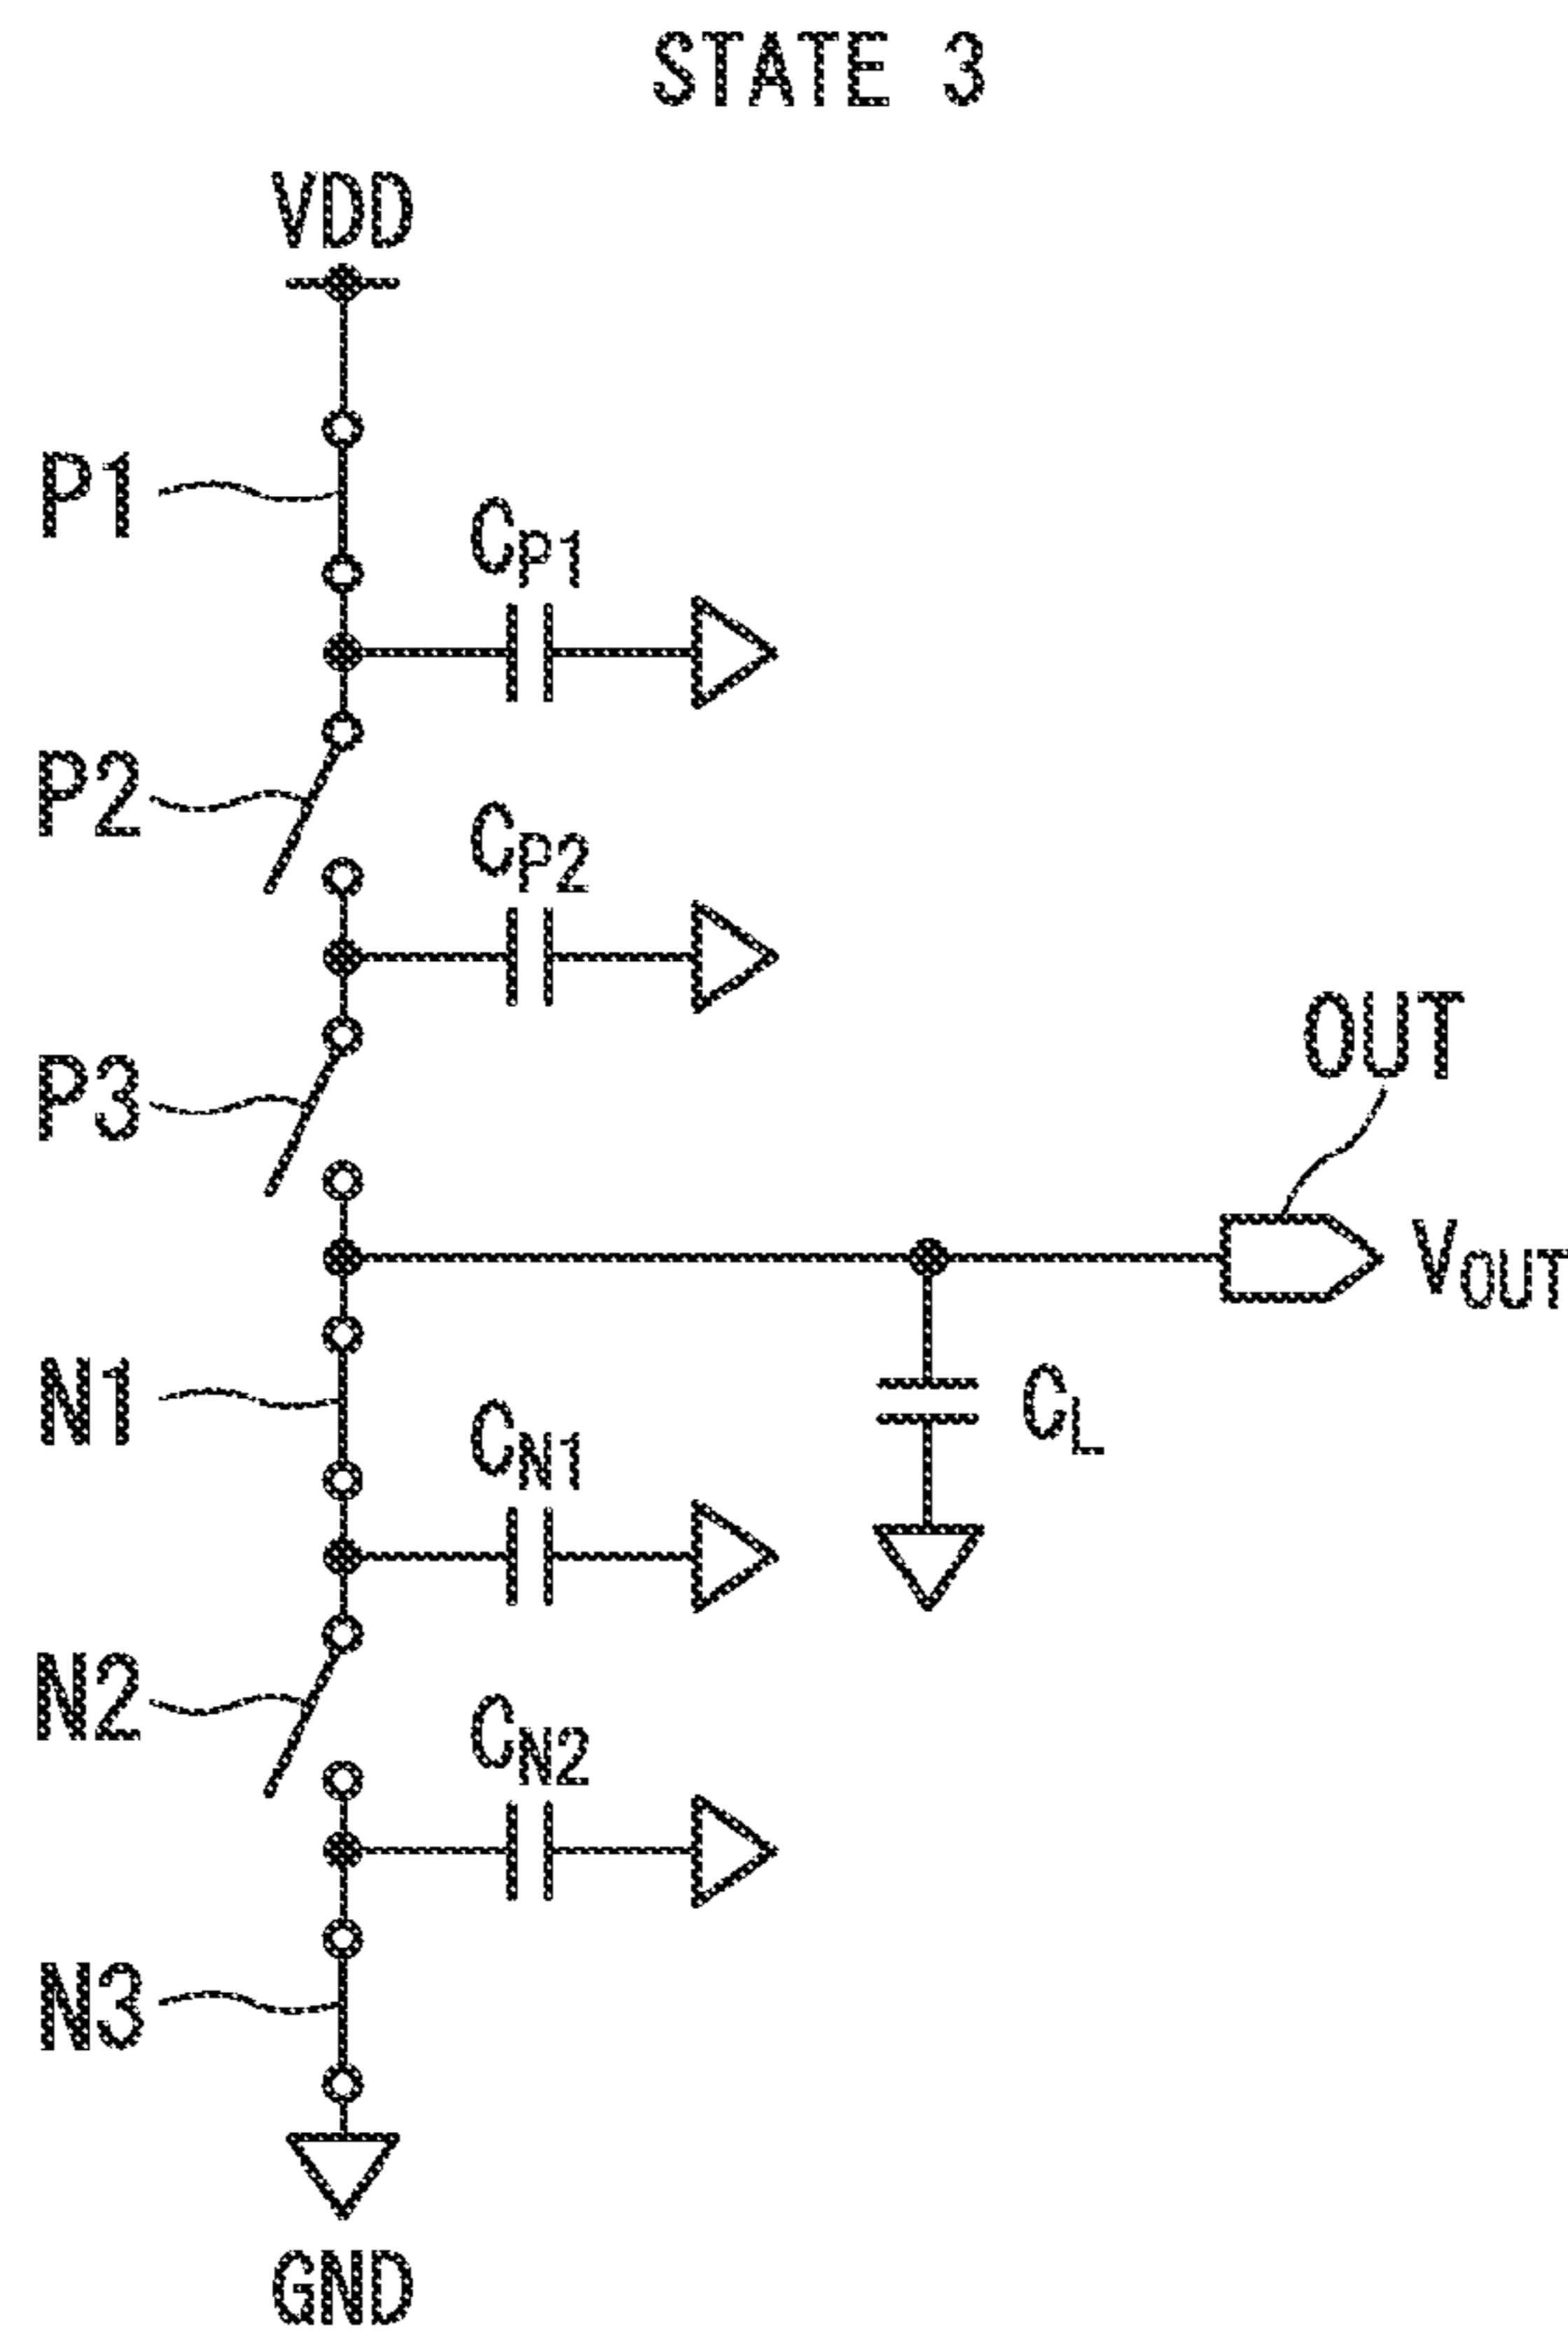 STATE 3
VDD
P1
CP1
P2
CP2
P3
OUT
VOUT
N1
CN1
CL
N2
CN2
N3
GND